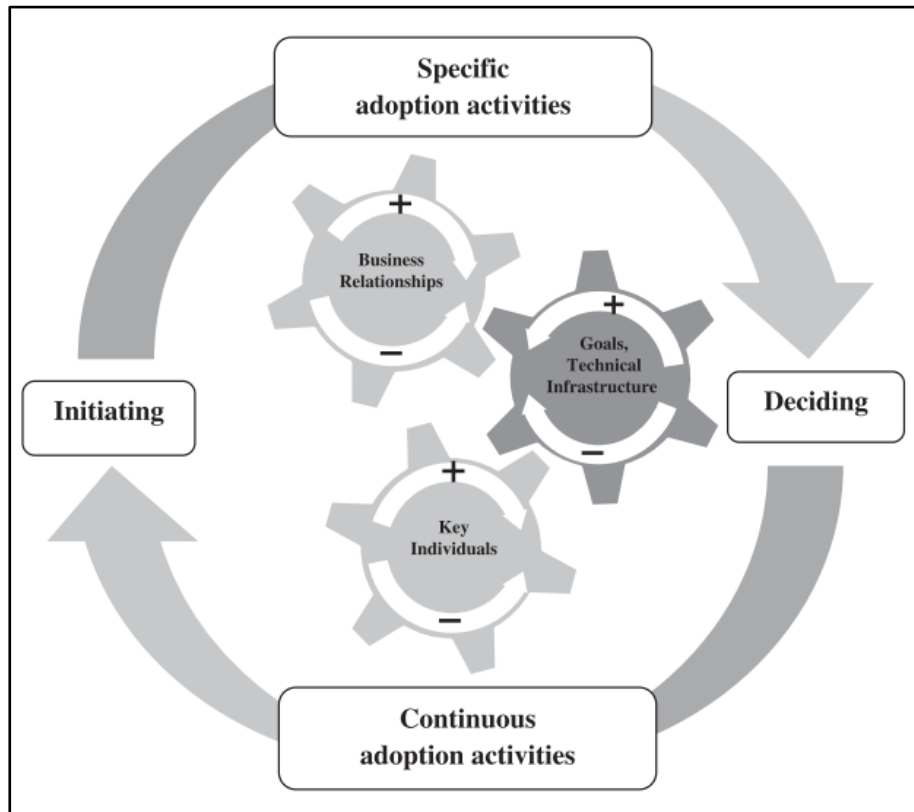 Specific
adoption activities
+
Business
Relationships
−
+
Goals,
Technical
Infrastructure
−
Initiating
Deciding
+
Key
Individuals
−
Continuous
adoption activities